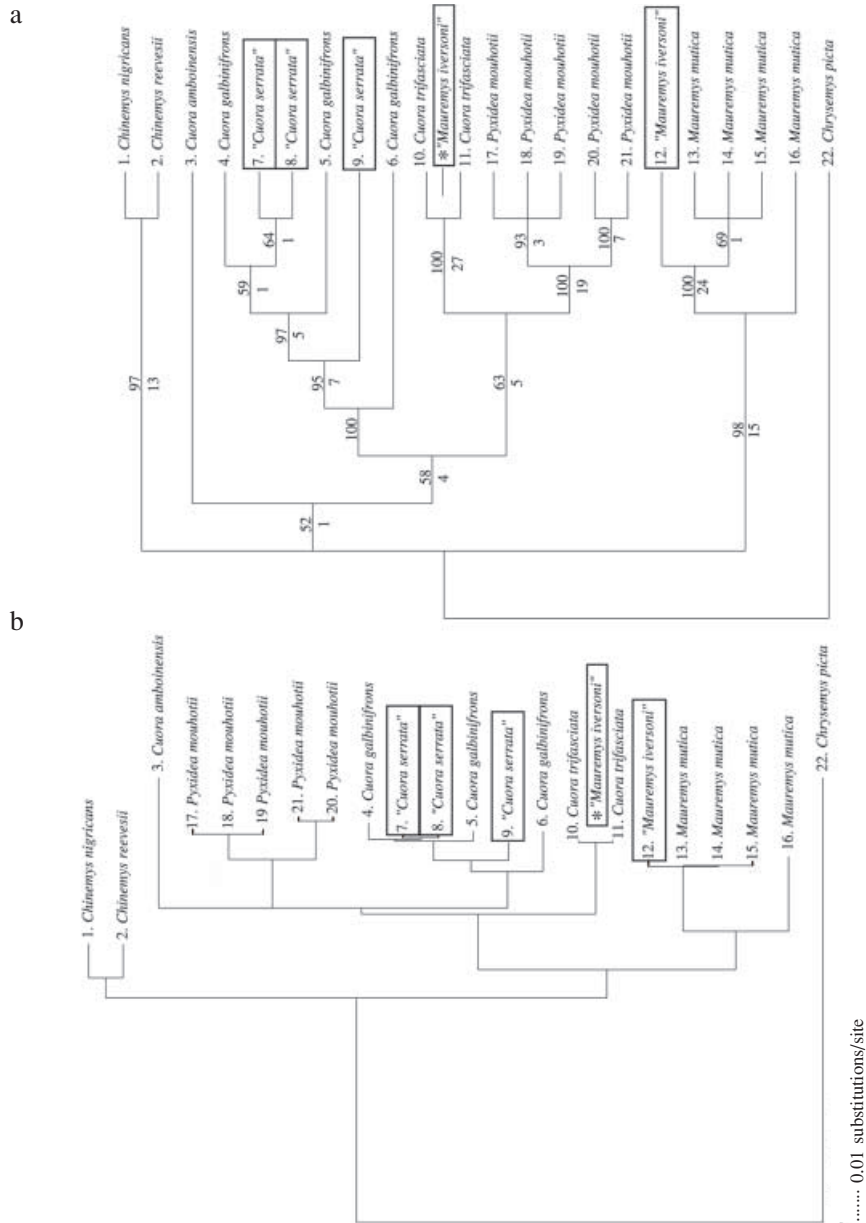 a
1. Chinemys nigricans
2. Chinemys reevesii
3. Cuora amboinensis
4. Cuora galbinifrons
7. "Cuora serrata"
8. "Cuora serrata"
5. Cuora galbinifrons
9. "Cuora serrata"
6. Cuora galbinifrons
10. Cuora trifasciata
*"Mauremys iversoni"
11. Cuora trifasciata
17. Pyxidea mouhotii
18. Pyxidea mouhotii
19. Pyxidea mouhotii
20. Pyxidea mouhotii
21. Pyxidea mouhotii
12. "Mauremys iversoni"
13. Mauremys mutica
14. Mauremys mutica
15. Mauremys mutica
16. Mauremys mutica
22. Chrysemys picta
97
13
64
1
59
1
97
5
95
7
100
58
4
52
1
100
27
93
3
100
7
100
19
63
5
69
1
100
24
98
15
b
1. Chinemys nigricans
2. Chinemys reevesii
3. Cuora amboinensis
17. Pyxidea mouhotii
18. Pyxidea mouhotii
19 Pyxidea mouhotii
21. Pyxidea mouhotii
20. Pyxidea mouhotii
4. Cuora galbinifrons
7. "Cuora serrata"
8. "Cuora serrata"
5. Cuora galbinifrons
9. "Cuora serrata"
6. Cuora galbinifrons
10. Cuora trifasciata
*"Mauremys iversoni"
11. Cuora trifasciata
12. "Mauremys iversoni"
13. Mauremys mutica
14. Mauremys mutica
15. Mauremys mutica
16. Mauremys mutica
22. Chrysemys picta
....... 0.01 substitutions/site